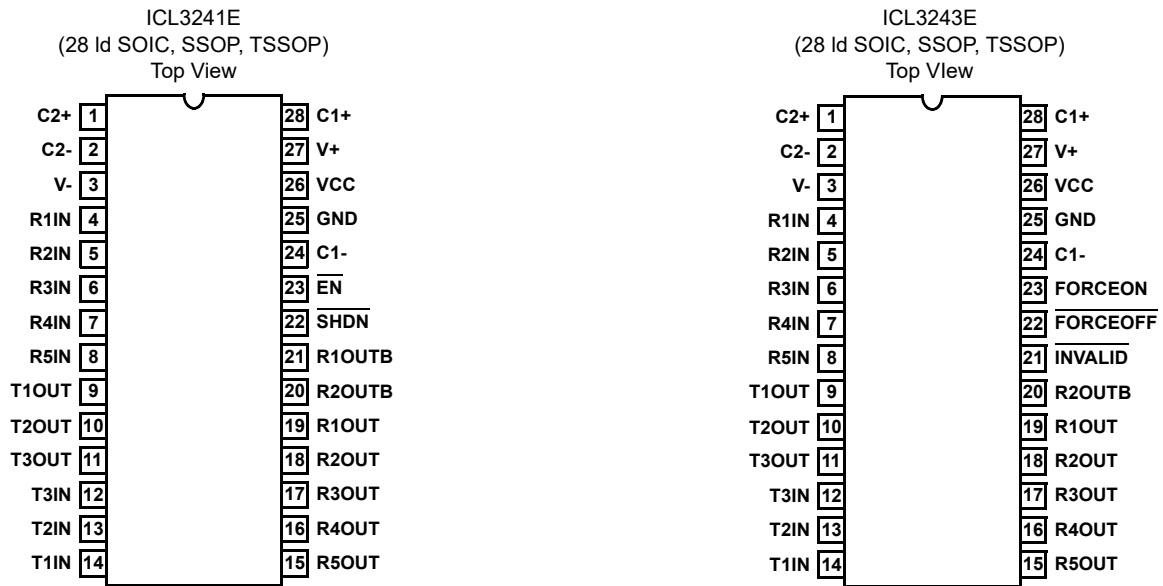 ICL3241E
(28 ld SOIC, SSOP, TSSOP)
Top View
C2+ 1 28 C1+
C2- 2 27 V+
V- 3 26 VCC
R1IN 4 25 GND
R2IN 5 24 C1-
R3IN 6 23 E̅N̅
R4IN 7 22 S̅H̅D̅N̅
R5IN 8 21 R1OUTB
T1OUT 9 20 R2OUTB
T2OUT 10 19 R1OUT
T3OUT 11 18 R2OUT
T3IN 12 17 R3OUT
T2IN 13 16 R4OUT
T1IN 14 15 R5OUT
ICL3243E
(28 ld SOIC, SSOP, TSSOP)
Top VIew
C2+ 1 28 C1+
C2- 2 27 V+
V- 3 26 VCC
R1IN 4 25 GND
R2IN 5 24 C1-
R3IN 6 23 FORCEON
R4IN 7 22 F̅O̅R̅C̅E̅O̅F̅F̅
R5IN 8 21 I̅N̅V̅A̅L̅I̅D̅
T1OUT 9 20 R2OUTB
T2OUT 10 19 R1OUT
T3OUT 11 18 R2OUT
T3IN 12 17 R3OUT
T2IN 13 16 R4OUT
T1IN 14 15 R5OUT